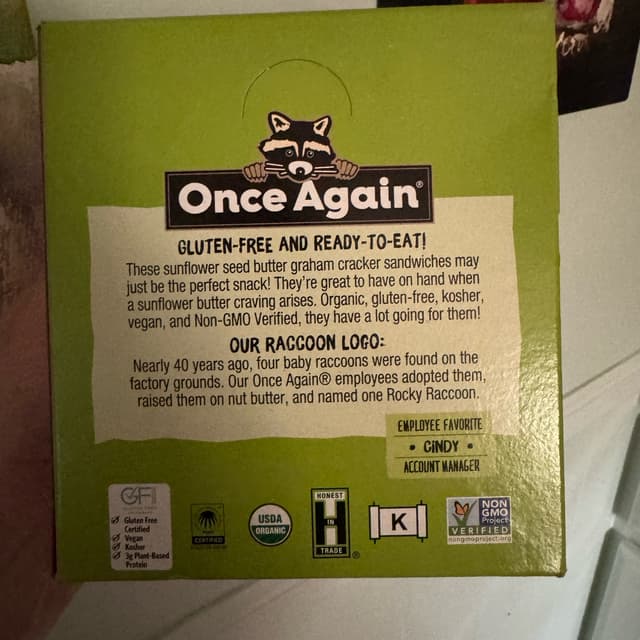 Once Again®
GLUTEN-FREE AND READY-TO-EAT!
These sunflower seed butter graham cracker sandwiches may
just be the perfect snack! They're great to have on hand when
a sunflower butter craving arises. Organic, gluten-free, kosher,
vegan, and Non-GMO Verified, they have a lot going for them!
OUR RACCOON LOGO:
Nearly 40 years ago, four baby raccoons were found on the
factory grounds. Our Once Again® employees adopted them,
raised them on nut butter, and named one Rocky Raccoon.
EMPLOYEE FAVORITE
• CINDY •
ACCOUNT MANAGER
GFI
Gluten Free
Certified
Vegan
Kosher
3g Plant-Based
Protein
CERTIFIED
USDA
ORGANIC
HONEST
IN
TRADE
®
K
NON
GMO
Project
VERIFIED
nongmoproject.org